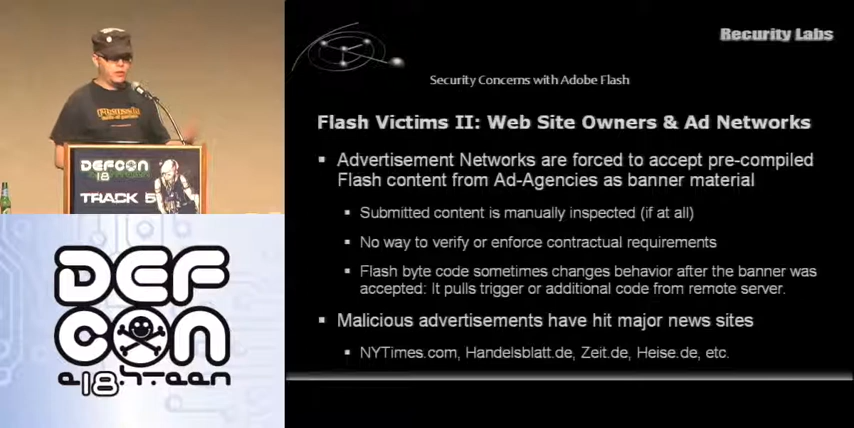 DEFCON
18
TRACK 5
DEF
CON
e18.hteen
Recurity Labs
Security Concerns with Adobe Flash
Flash Victims II: Web Site Owners & Ad Networks
▪ Advertisement Networks are forced to accept pre-compiled
Flash content from Ad-Agencies as banner material
▪ Submitted content is manually inspected (if at all)
▪ No way to verify or enforce contractual requirements
▪ Flash byte code sometimes changes behavior after the banner was
accepted: It pulls trigger or additional code from remote server.
▪ Malicious advertisements have hit major news sites
▪ NYTimes.com, Handelsblatt.de, Zeit.de, Heise.de, etc.